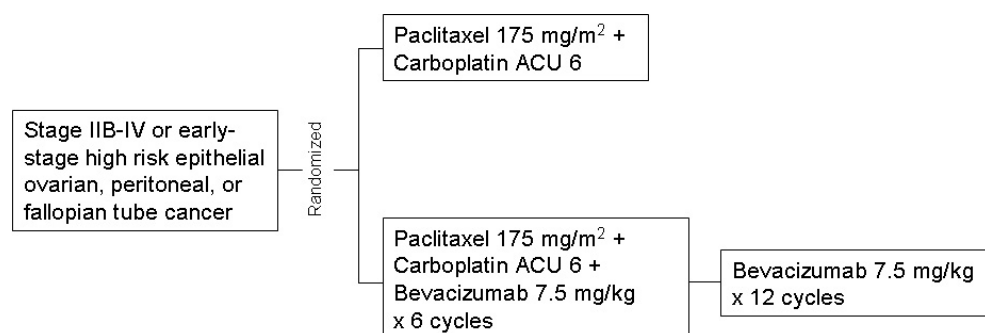 Paclitaxel 175 mg/m² +
Carboplatin ACU 6
Stage IIB-IV or early-
stage high risk epithelial
ovarian, peritoneal, or
fallopian tube cancer
Randomized
Paclitaxel 175 mg/m² +
Carboplatin ACU 6 +
Bevacizumab 7.5 mg/kg
x 6 cycles
Bevacizumab 7.5 mg/kg
x 12 cycles